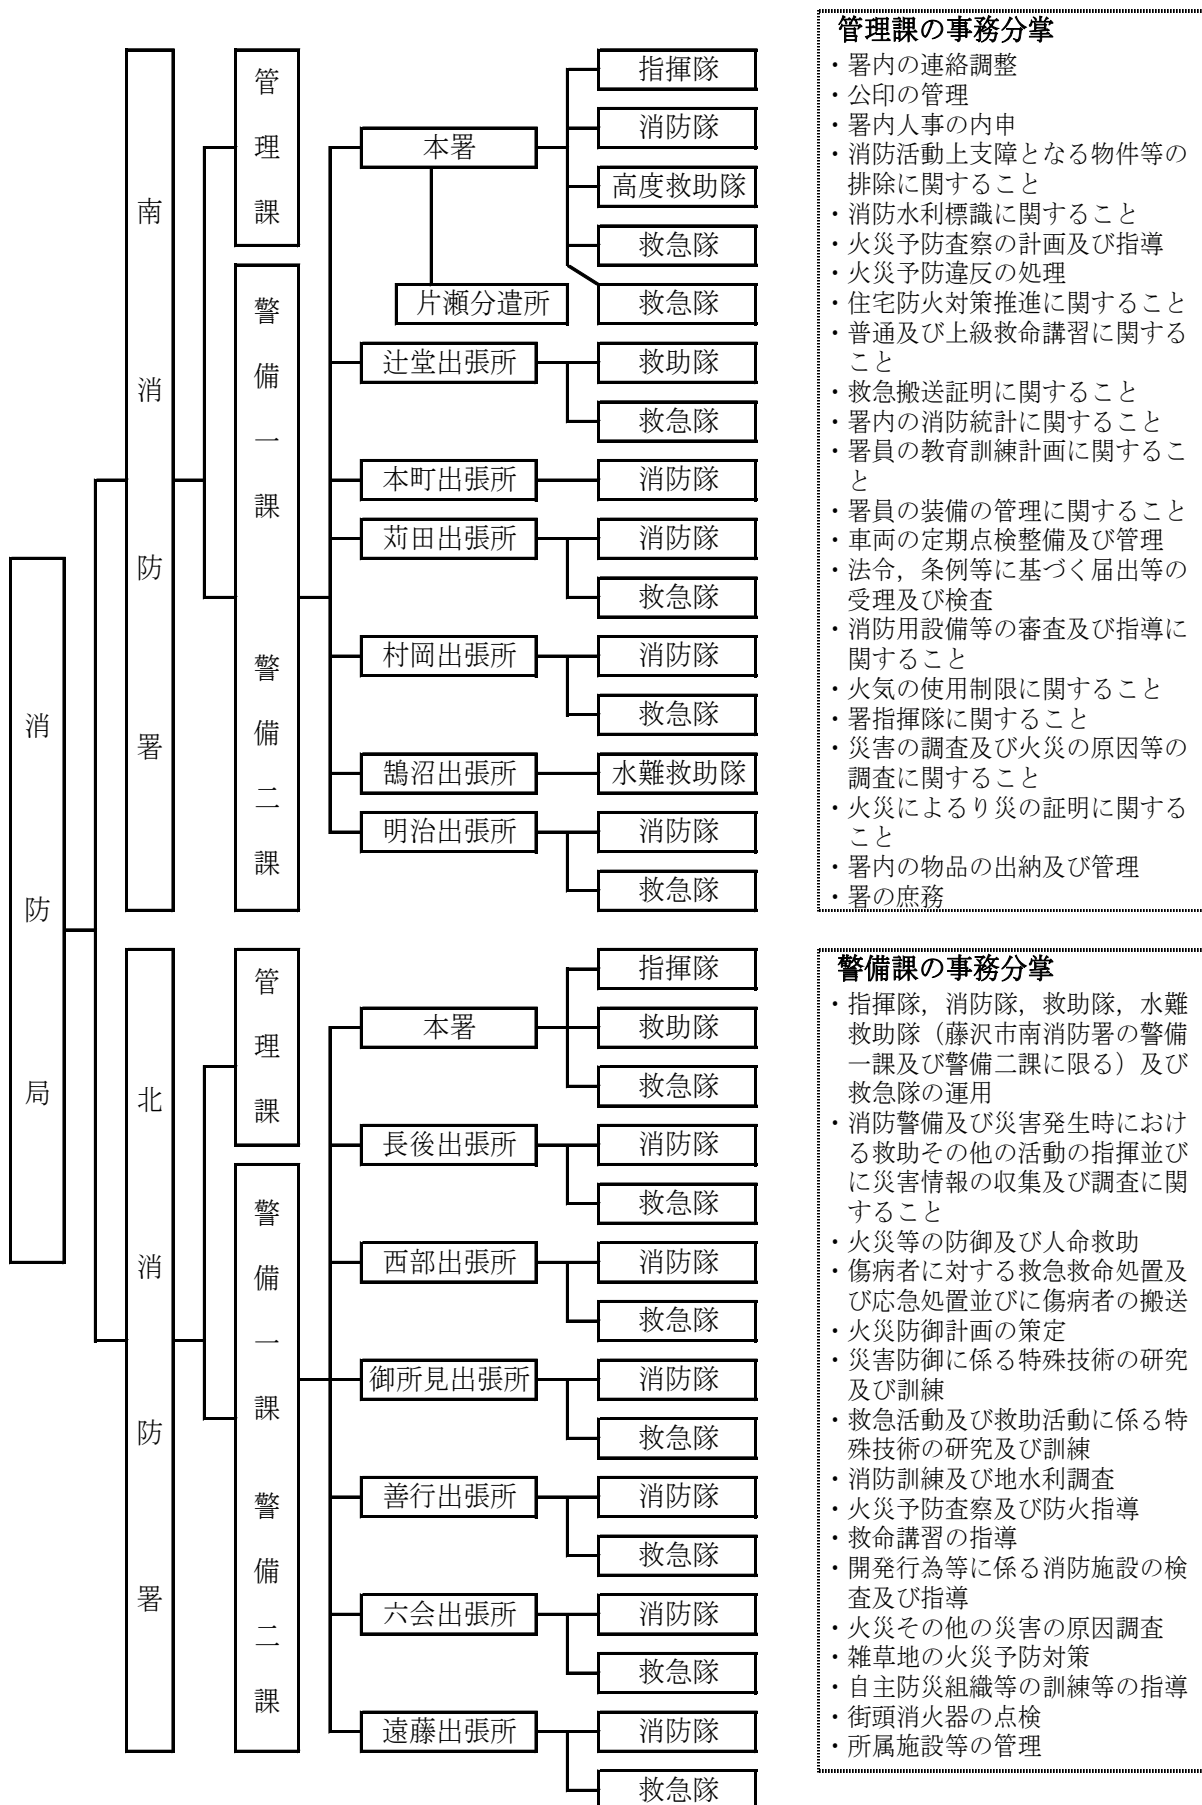 消防局
南消防署
管理課
警備一課
警備二課
本署
指揮隊
消防隊
高度救助隊
救急隊
救急隊
片瀬分遣所
辻堂出張所
救助隊
救急隊
本町出張所
消防隊
苅田出張所
消防隊
救急隊
村岡出張所
消防隊
救急隊
鵠沼出張所
水難救助隊
明治出張所
消防隊
救急隊
北消防署
管理課
警備一課
警備二課
本署
指揮隊
救助隊
救急隊
長後出張所
消防隊
救急隊
西部出張所
消防隊
救急隊
御所見出張所
消防隊
救急隊
善行出張所
消防隊
救急隊
六会出張所
消防隊
救急隊
遠藤出張所
消防隊
救急隊
管理課の事務分掌
・署内の連絡調整
・公印の管理
・署内人事の内申
・消防活動上支障となる物件等の
排除に関すること
・消防水利標識に関すること
・火災予防査察の計画及び指導
・火災予防違反の処理
・住宅防火対策推進に関すること
・普通及び上級救命講習に関する
こと
・救急搬送証明に関すること
・署内の消防統計に関すること
・署員の教育訓練計画に関するこ
と
・署員の装備の管理に関すること
・車両の定期点検整備及び管理
・法令，条例等に基づく届出等の
受理及び検査
・消防用設備等の審査及び指導に
関すること
・火気の使用制限に関すること
・署指揮隊に関すること
・災害の調査及び火災の原因等の
調査に関すること
・火災によるり災の証明に関する
こと
・署内の物品の出納及び管理
・署の庶務
警備課の事務分掌
・指揮隊，消防隊，救助隊，水難
救助隊（藤沢市南消防署の警備
一課及び警備二課に限る）及び
救急隊の運用
・消防警備及び災害発生時におけ
る救助その他の活動の指揮並び
に災害情報の収集及び調査に関
すること
・火災等の防御及び人命救助
・傷病者に対する救急救命処置及
び応急処置並びに傷病者の搬送
・火災防御計画の策定
・災害防御に係る特殊技術の研究
及び訓練
・救急活動及び救助活動に係る特
殊技術の研究及び訓練
・消防訓練及び地水利調査
・火災予防査察及び防火指導
・救命講習の指導
・開発行為等に係る消防施設の検
査及び指導
・火災その他の災害の原因調査
・雑草地の火災予防対策
・自主防災組織等の訓練等の指導
・街頭消火器の点検
・所属施設等の管理